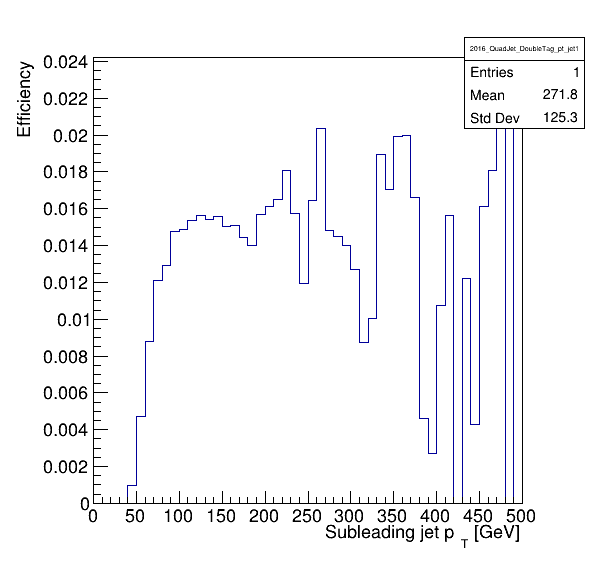 2016_QuadJet_DoubleTag_pt_jet1
Entries 1
Mean 271.8
Std Dev 125.3
Efficiency
0.024
0.022
0.02
0.018
0.016
0.014
0.012
0.01
0.008
0.006
0.004
0.002
0
0 50 100 150 200 250 300 350 400 450 500
Subleading jet p_T [GeV]